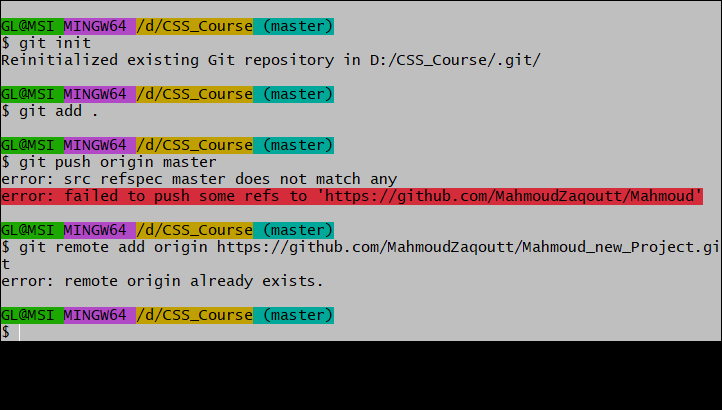 GL@MSI MINGW64 /d/CSS_Course (master)
$ git init
Reinitialized existing Git repository in D:/CSS_Course/.git/
GL@MSI MINGW64 /d/CSS_Course (master)
$ git add .
GL@MSI MINGW64 /d/CSS_Course (master)
$ git push origin master
error: src refspec master does not match any
error: failed to push some refs to 'https://github.com/MahmoudZaqoutt/Mahmoud'
GL@MSI MINGW64 /d/CSS_Course (master)
$ git remote add origin https://github.com/MahmoudZaqoutt/Mahmoud_new_Project.gi
t
error: remote origin already exists.
GL@MSI MINGW64 /d/CSS_Course (master)
$